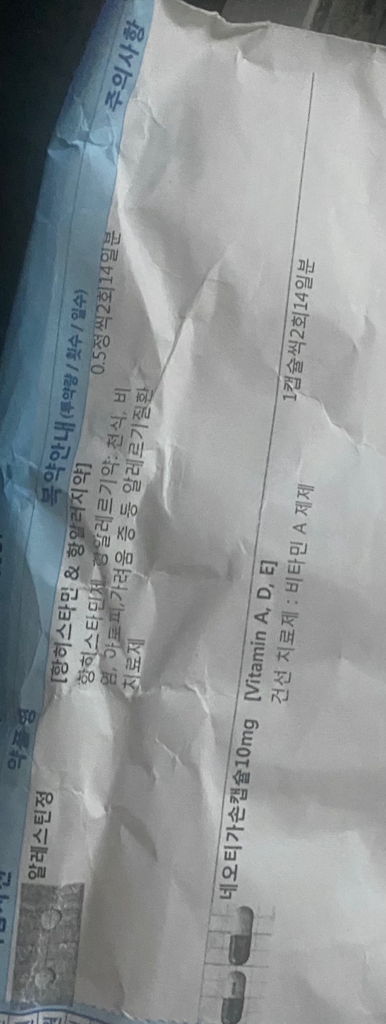 약품명 복약안내(투약량 / 횟수 / 일수) 주의사항
알레스틴정 [항히스타민 & 항알러지약] 0.5정씩2회14일분
항히스타민제 항알레르기약: 천식, 비
염, 아토피,가려움 증 등 알레르기질환
치료제
네오티가손캡슐10mg [Vitamin A, D, E] 1캡슐씩2회14일분
건선 치료제 : 비타민 A 제제